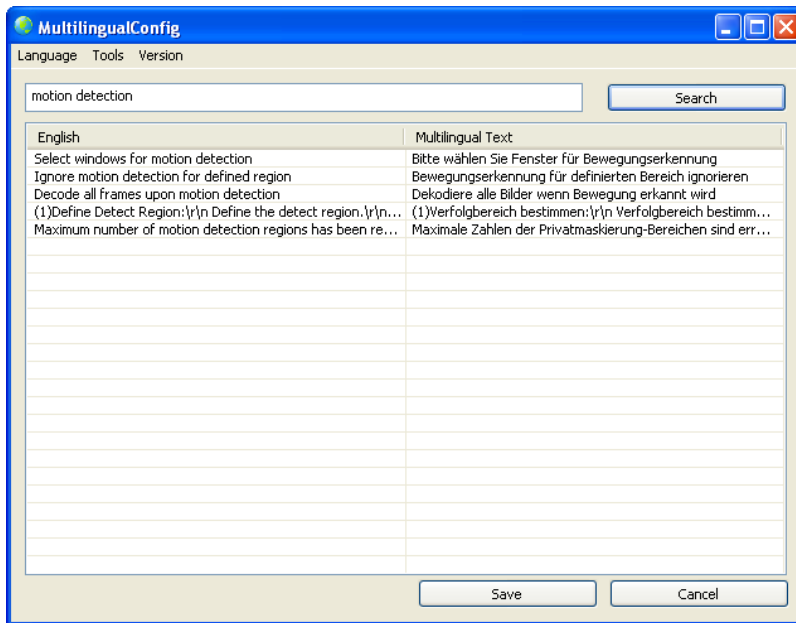 MultilingualConfig
Language Tools Version
motion detection Search
English Multilingual Text
Select windows for motion detection Bitte wählen Sie Fenster für Bewegungserkennung
Ignore motion detection for defined region Bewegungserkennung für definierten Bereich ignorieren
Decode all frames upon motion detection Dekodiere alle Bilder wenn Bewegung erkannt wird
(1)Define Detect Region:\r\n Define the detect region.\r\n... (1)Verfolgbereich bestimmen:\r\n Verfolgbereich bestimm...
Maximum number of motion detection regions has been re... Maximale Zahlen der Privatmaskierung-Bereichen sind err...
Save Cancel